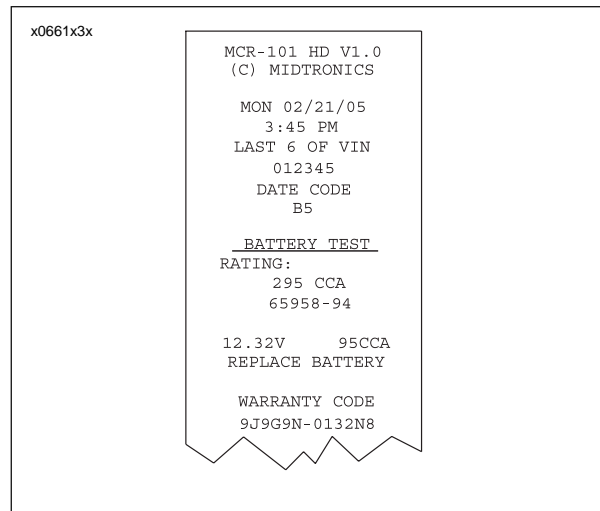 x0661x3x
MCR-101 HD V1.0
(C) MIDTRONICS
MON 02/21/05
3:45 PM
LAST 6 OF VIN
012345
DATE CODE
B5
BATTERY TEST
RATING:
295 CCA
65958-94
12.32V 95CCA
REPLACE BATTERY
WARRANTY CODE
9J9G9N-0132N8